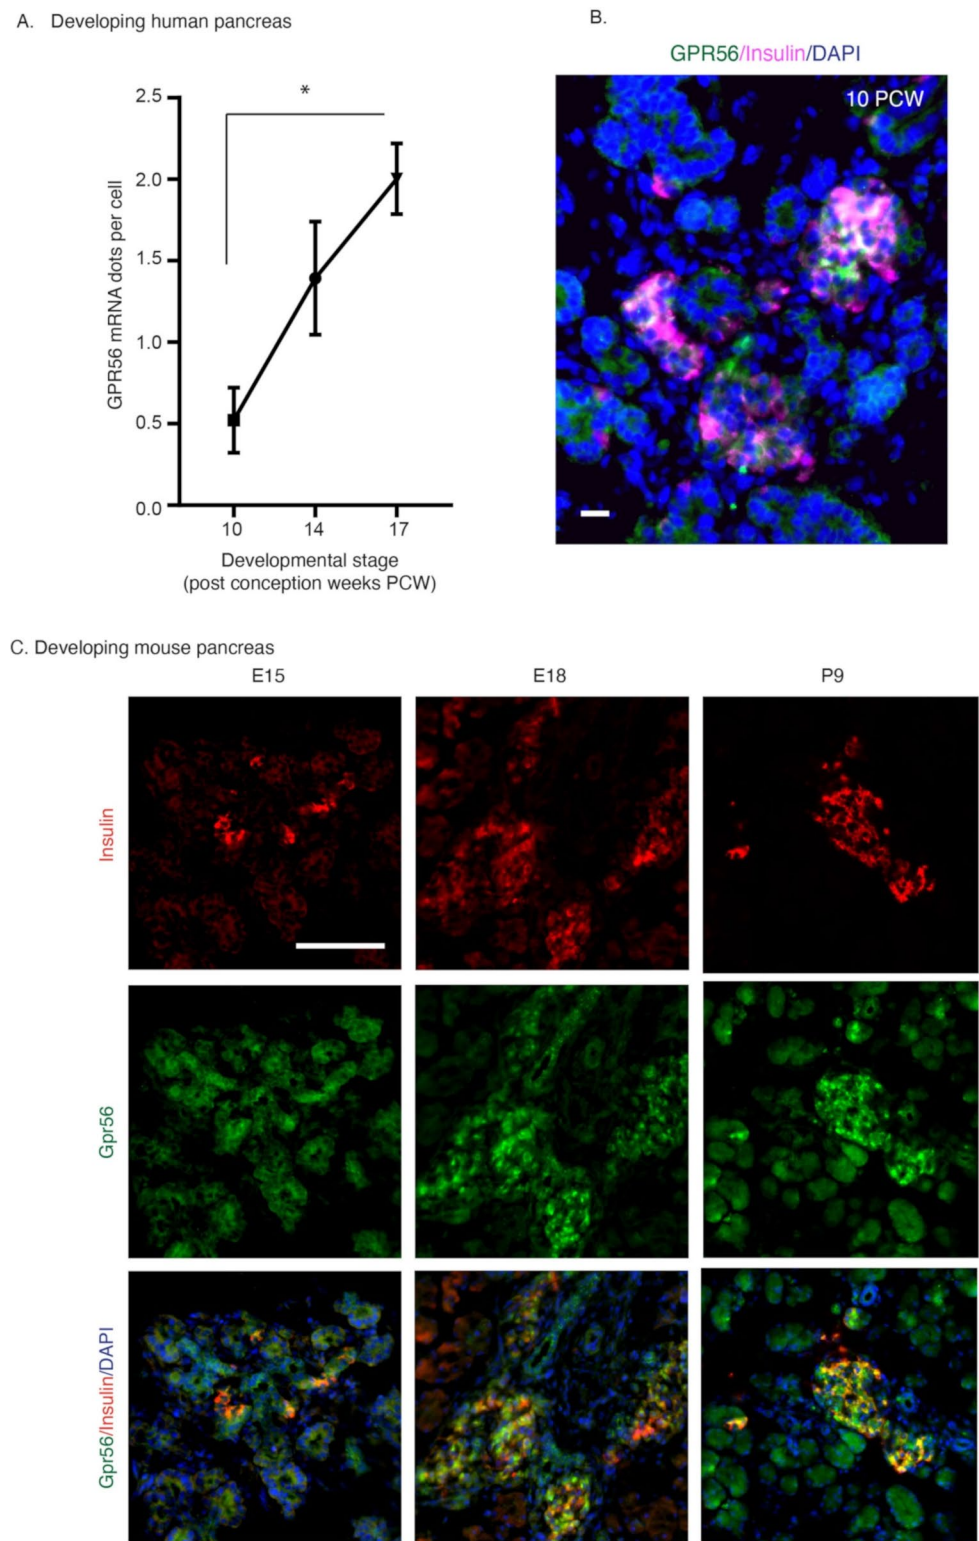 A. Developing human pancreas
B.
GPR56/Insulin/DAPI
10 PCW
*
GPR56 mRNA dots per cell
2.5
2.0
1.5
1.0
0.5
0.0
10 14 17
Developmental stage
(post conception weeks PCW)
C. Developing mouse pancreas
E15 E18 P9
Insulin
Gpr56
Gpr56/Insulin/DAPI